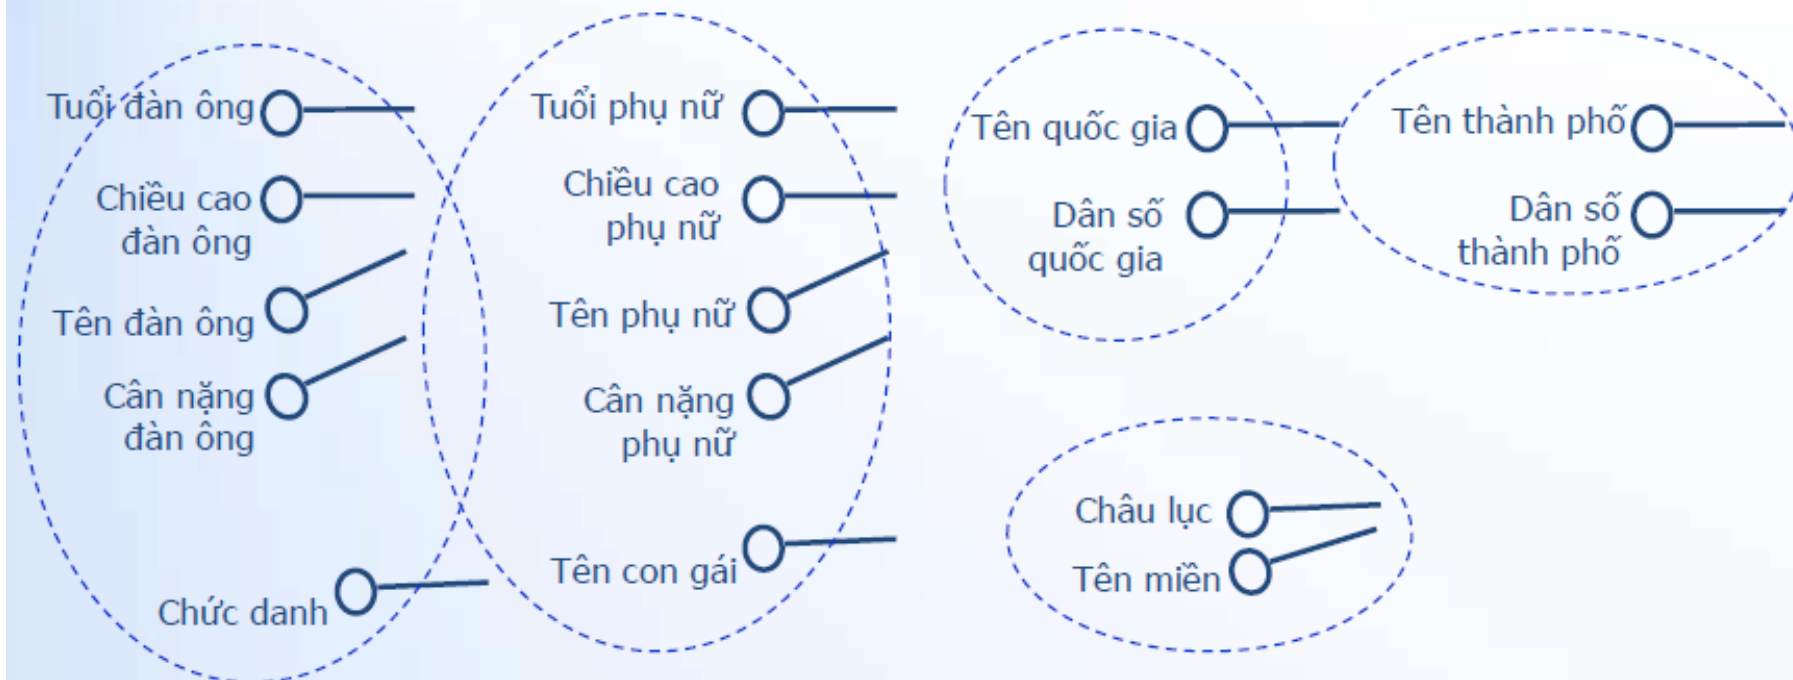 Tuổi đàn ông
Chiều cao
đàn ông
Tên đàn ông
Cân nặng
đàn ông
Chức danh
Tuổi phụ nữ
Chiều cao
phụ nữ
Tên phụ nữ
Cân nặng
phụ nữ
Tên con gái
Tên quốc gia
Dân số
quốc gia
Tên thành phố
Dân số
thành phố
Châu lục
Tên miền